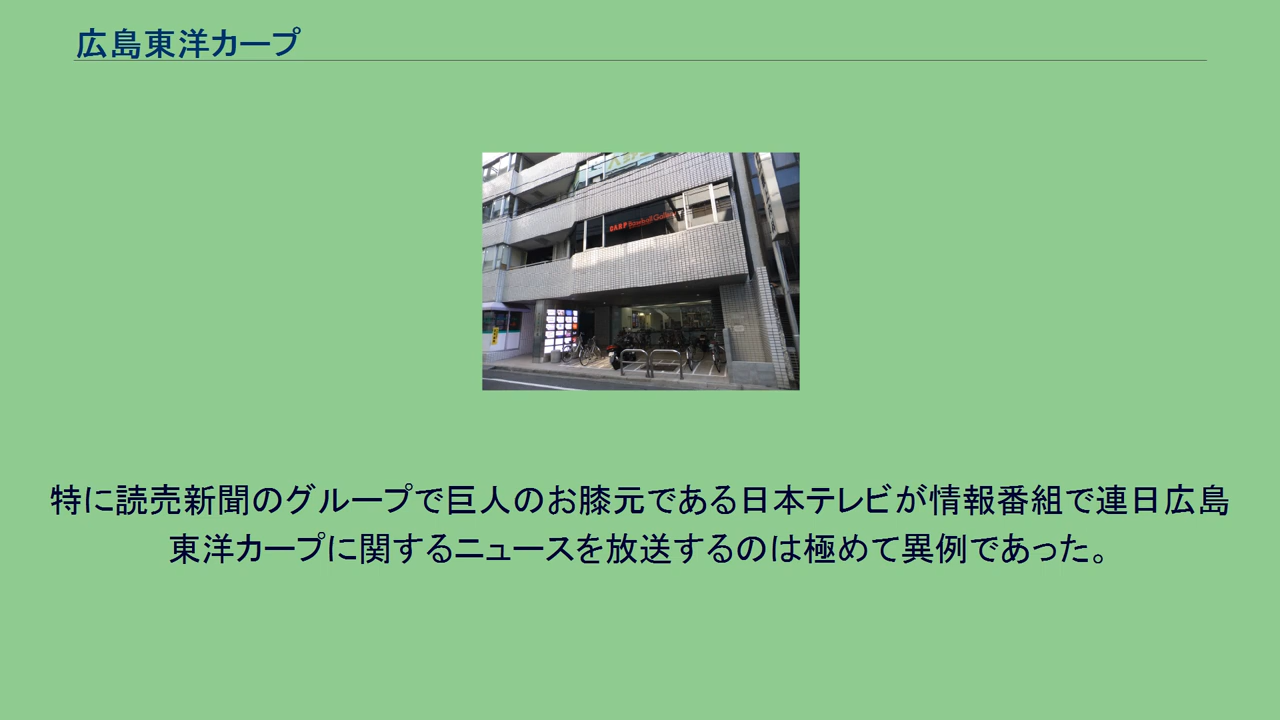 広島東洋カープ
CARP Baseball Gallery
特に読売新聞のグループで巨人のお膝元である日本テレビが情報番組で連日広島
東洋カープに関するニュースを放送するのは極めて異例であった。